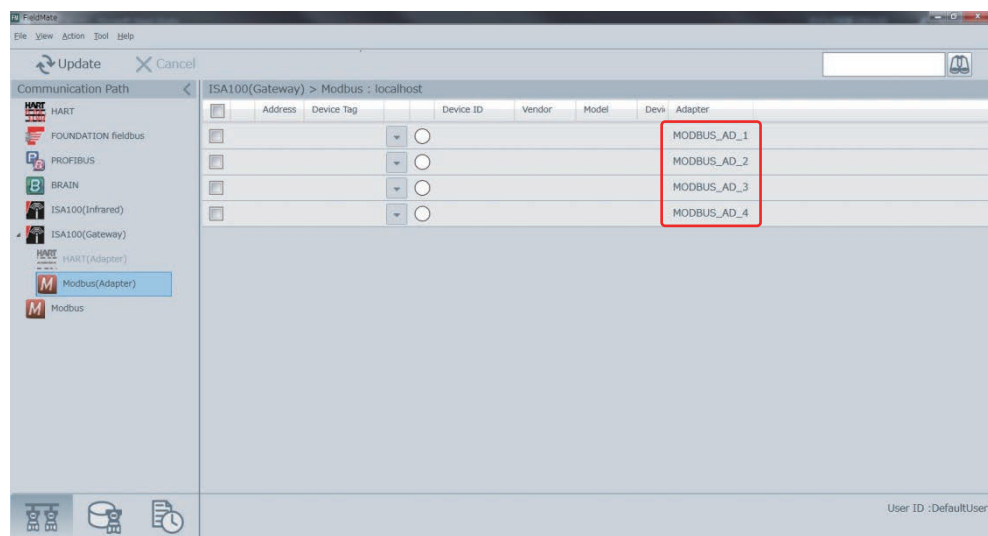 FieldMate
File View Action Tool Help
Update Cancel
Communication Path
ISA100(Gateway) > Modbus : localhost
HART HART
Address Device Tag Device ID Vendor Model Devi Adapter
FOUNDATION fieldbus
MODBUS_AD_1
PROFIBUS
MODBUS_AD_2
B BRAIN
MODBUS_AD_3
ISA100(Infrared)
MODBUS_AD_4
ISA100(Gateway)
HART HART(Adapter)
M Modbus(Adapter)
M Modbus
User ID :DefaultUser